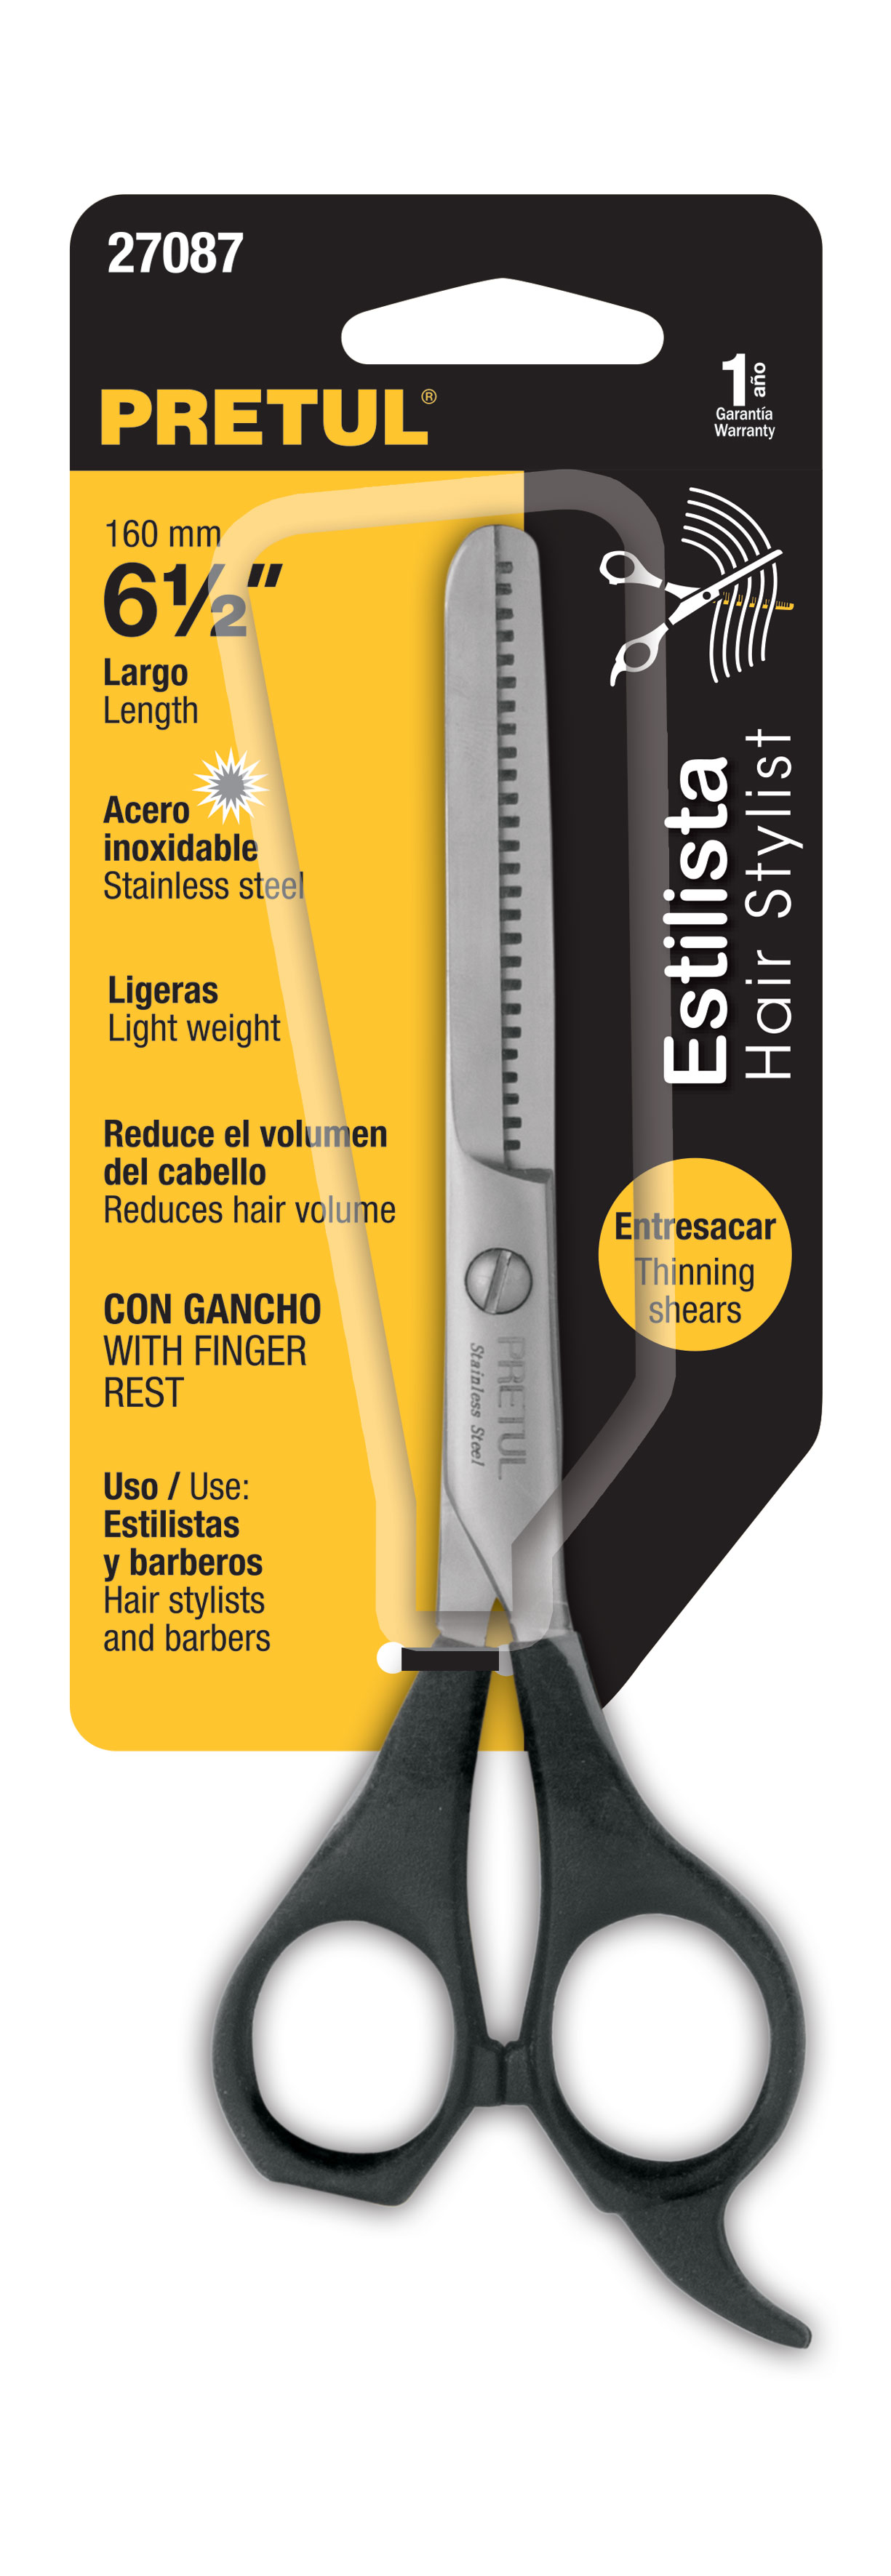 27087
PRETUL®
1 año
Garantía
Warranty
160 mm
6½"
Largo
Length
Acero
inoxidable
Stainless steel
Ligeras
Light weight
Reduce el volumen
del cabello
Reduces hair volume
CON GANCHO
WITH FINGER
REST
Uso / Use:
Estilistas
y barberos
Hair stylists
and barbers
Estilista
Hair Stylist
Entresacar
Thinning
shears
PRETUL
Stainless Steel